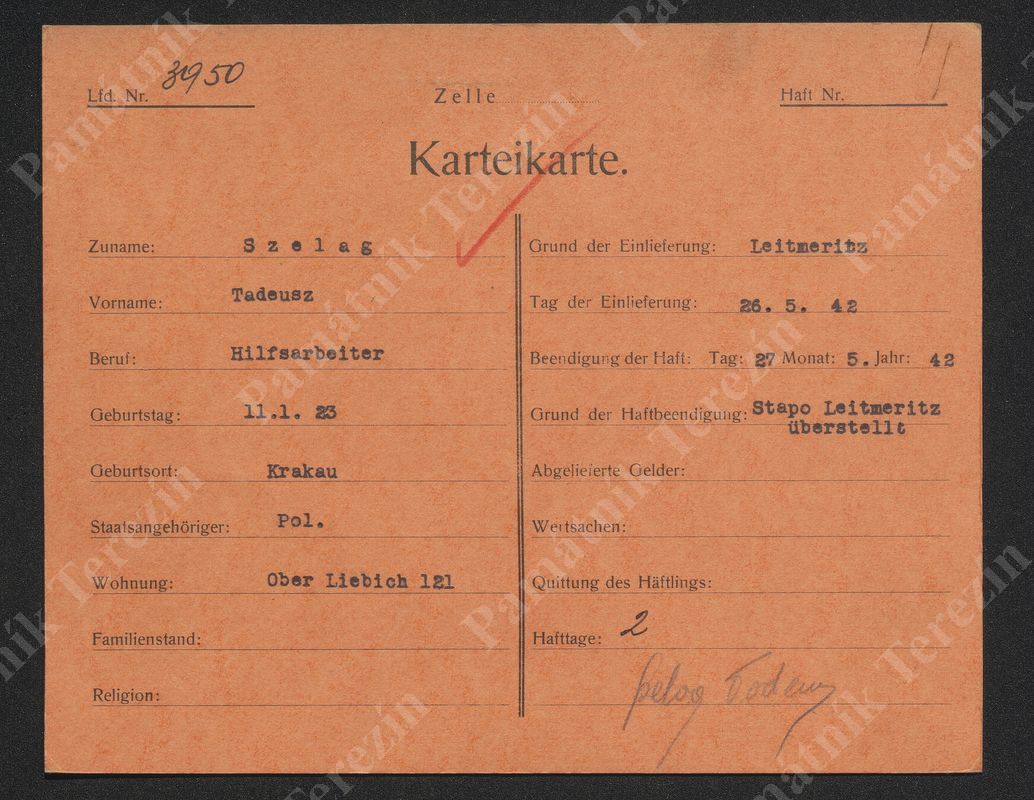 Lfd. Nr. 3950
Zelle
Haft Nr.
Karteikarte.
Zuname: Szelag
Vorname: Tadeusz
Beruf: Hilfsarbeiter
Geburtstag: 11.1. 23
Geburtsort: Krakau
Staatsangehöriger: Pol.
Wohnung: Ober Liebich 121
Familienstand:
Religion:
Grund der Einlieferung: Leitmeritz
Tag der Einlieferung: 26. 5. 42
Beendigung der Haft: Tag: 27 Monat: 5. Jahr: 42
Grund der Haftbeendigung: Stapo Leitmeritz
überstellt
Abgelieferte Gelder:
Wertsachen:
Quittung des Häftlings:
Hafttage: 2
Památník Terezín